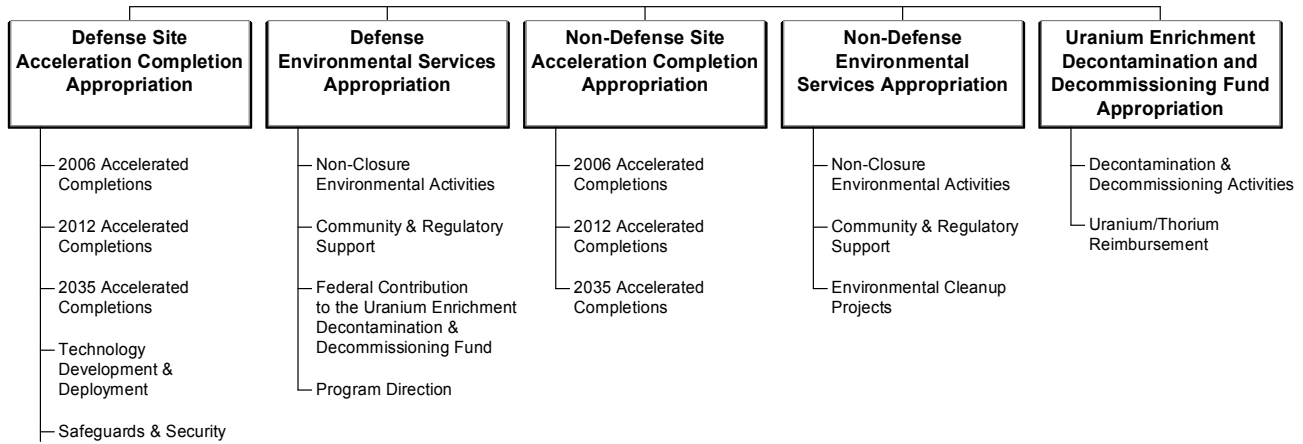 Defense Site
Acceleration Completion
Appropriation
2006 Accelerated
Completions
2012 Accelerated
Completions
2035 Accelerated
Completions
Technology
Development &
Deployment
Safeguards & Security
Defense
Environmental Services
Appropriation
Non-Closure
Environmental Activities
Community & Regulatory
Support
Federal Contribution
to the Uranium Enrichment
Decontamination &
Decommissioning Fund
Program Direction
Non-Defense Site
Acceleration Completion
Appropriation
2006 Accelerated
Completions
2012 Accelerated
Completions
2035 Accelerated
Completions
Non-Defense
Environmental
Services Appropriation
Non-Closure
Environmental Activities
Community & Regulatory
Support
Environmental Cleanup
Projects
Uranium Enrichment
Decontamination and
Decommissioning Fund
Appropriation
Decontamination &
Decommissioning Activities
Uranium/Thorium
Reimbursement